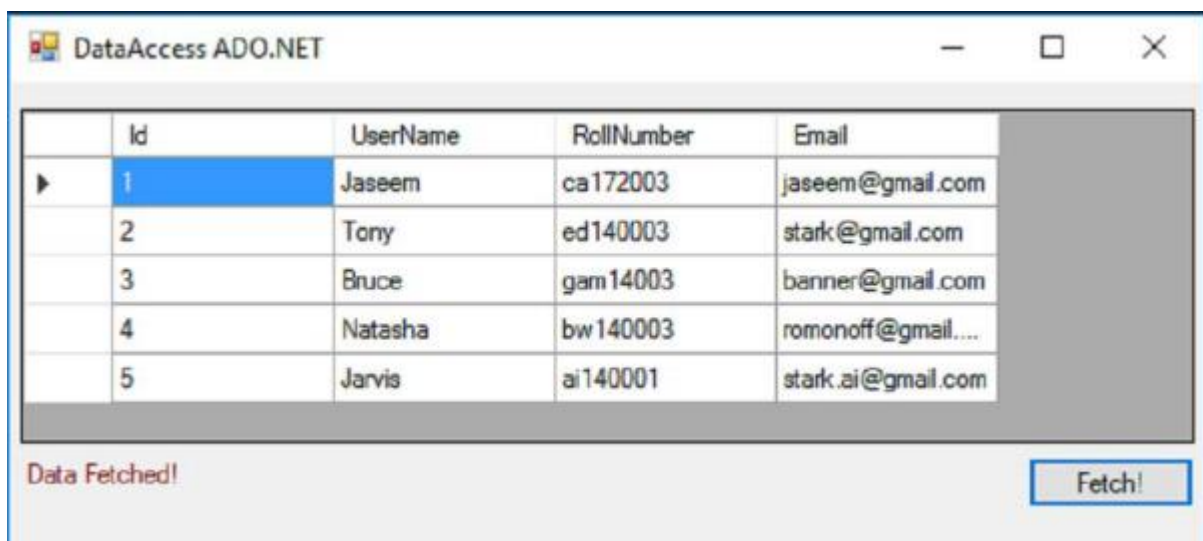 DataAccess ADO.NET
Id UserName RollNumber Email
1 Jaseem ca172003 jaseem@gmail.com
2 Tony ed140003 stark@gmail.com
3 Bruce gam14003 banner@gmail.com
4 Natasha bw140003 romonoff@gmail....
5 Jarvis ai140001 stark.ai@gmail.com
Data Fetched!
Fetch!